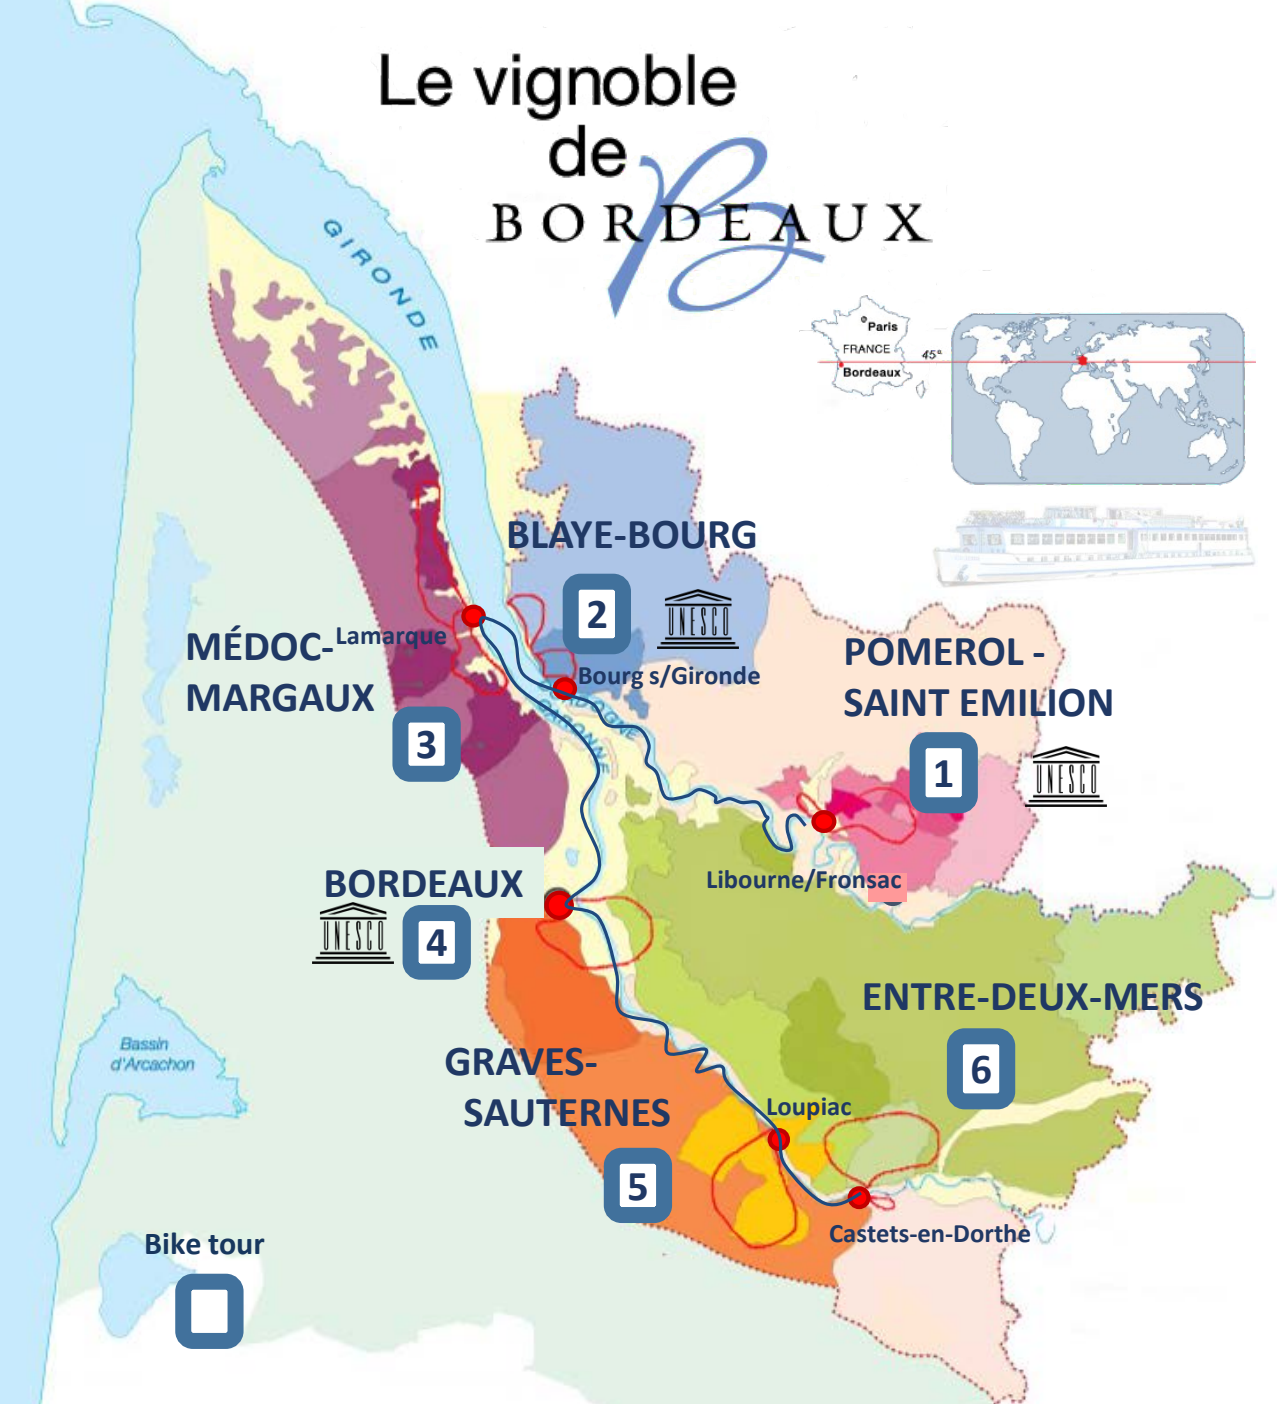 Le vignoble
de
BORDEAUX
GIRONDE
Paris
FRANCE
45°
Bordeaux
BLAYE-BOURG
2
UNESCO
MÉDOC-
Lamarque
MARGAUX
3
Bourg s/Gironde
DORDOGNE
GARONNE
POMEROL -
SAINT EMILION
1
UNESCO
BORDEAUX
UNESCO
4
Libourne/Fronsac
ENTRE-DEUX-MERS
6
Bassin
d'Arcachon
GRAVES-
SAUTERNES
5
Loupiac
Castets-en-Dorthe
Bike tour